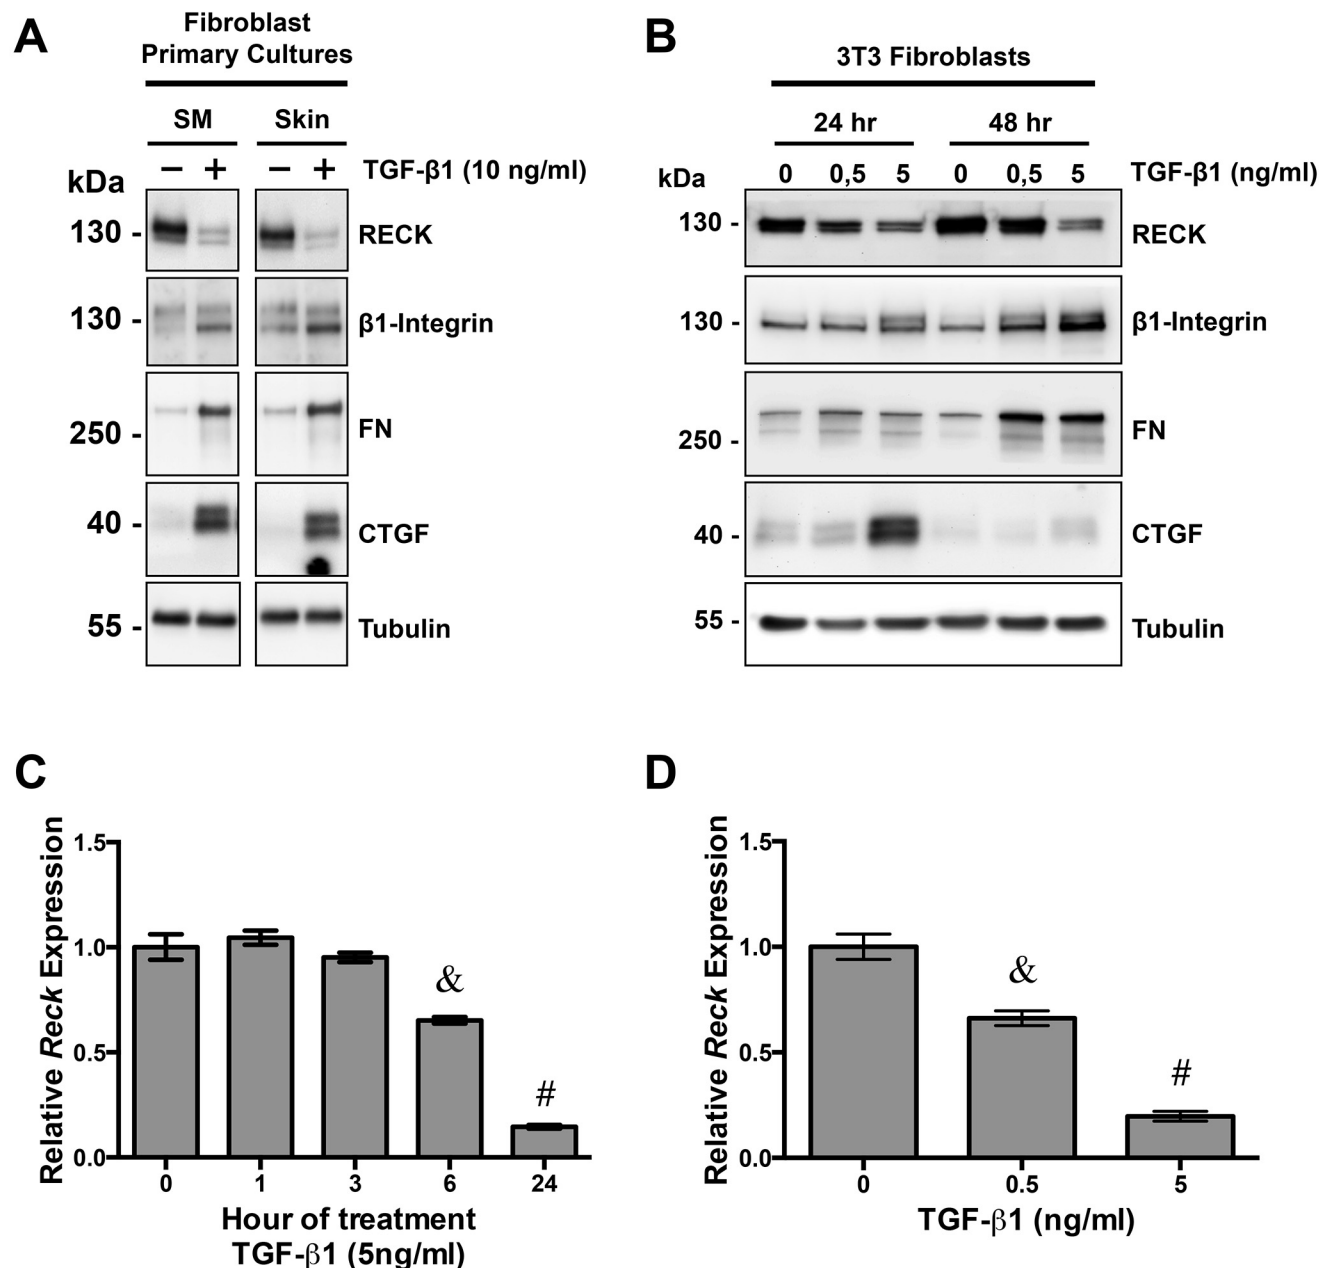 A
Fibroblast
Primary Cultures
SM Skin
− + − + TGF-β1 (10 ng/ml)
kDa
130 - RECK
130 - β1-Integrin
250 - FN
40 - CTGF
55 - Tubulin
B
3T3 Fibroblasts
24 hr 48 hr
kDa 0 0,5 5 0 0,5 5 TGF-β1 (ng/ml)
130 - RECK
130 - β1-Integrin
250 - FN
40 - CTGF
55 - Tubulin
C
Relative Reck Expression
1.5
1.0
0.5
0.0
&
#
0 1 3 6 24
Hour of treatment
TGF-β1 (5ng/ml)
D
Relative Reck Expression
1.5
1.0
0.5
0.0
&
#
0 0.5 5
TGF-β1 (ng/ml)